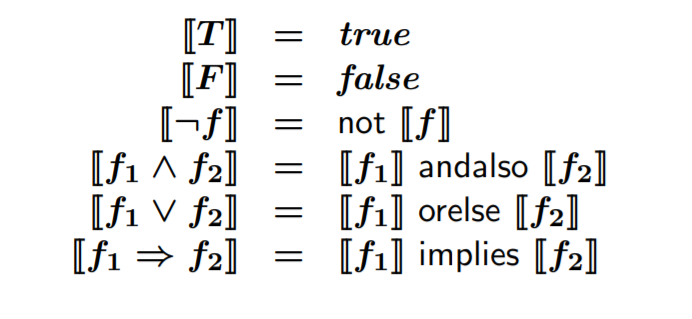 ⟦T⟧ = true
⟦F⟧ = false
⟦¬f⟧ = not ⟦f⟧
⟦f₁ ∧ f₂⟧ = ⟦f₁⟧ andalso ⟦f₂⟧
⟦f₁ ∨ f₂⟧ = ⟦f₁⟧ orelse ⟦f₂⟧
⟦f₁ ⇒ f₂⟧ = ⟦f₁⟧ implies ⟦f₂⟧